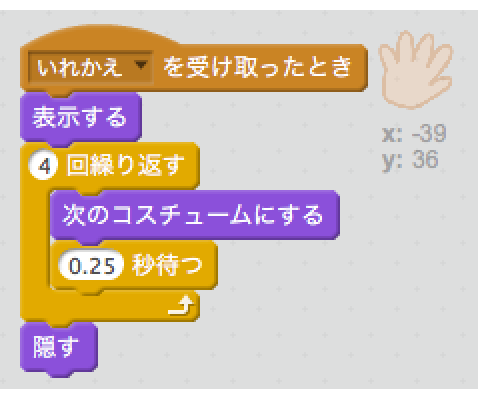 いれかえ を受け取ったとき
x: -39
y: 36
表示する
4 回繰り返す
次のコスチュームにする
0.25 秒待つ
隠す